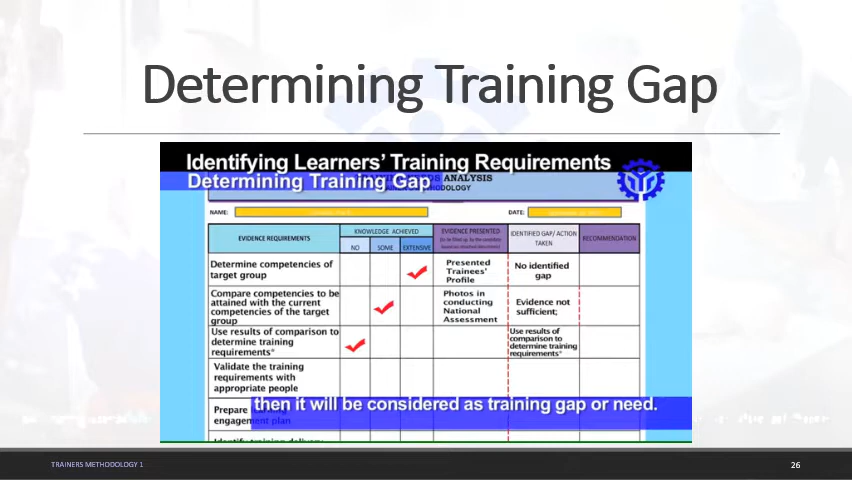 Determining Training Gap
Identifying Learners' Training Requirements
Determining Training Gap
ANALYSIS
NAME:
DATE:
EVIDENCE REQUIREMENTS
KNOWLEDGE ACHIEVED
NO
SOME
EXTENSIVE
EVIDENCE PRESENTED
IDENTIFIED GAP/ ACTION
TAKEN
RECOMMENDATION
Determine competencies of
target group
Presented
Trainees'
Profile
No identified
gap
Compare competencies to be
attained with the current
competencies of the target
group
Photos in
conducting
National
Assessment
Evidence not
sufficient;
Use results of comparison to
determine training
requirements*
Use results of
comparison to
determine training
requirements*
Validate the training
requirements with
appropriate people
then it will be considered as training gap or need.
Prepare
engagement plan
TRAINERS METHODOLOGY 1
26